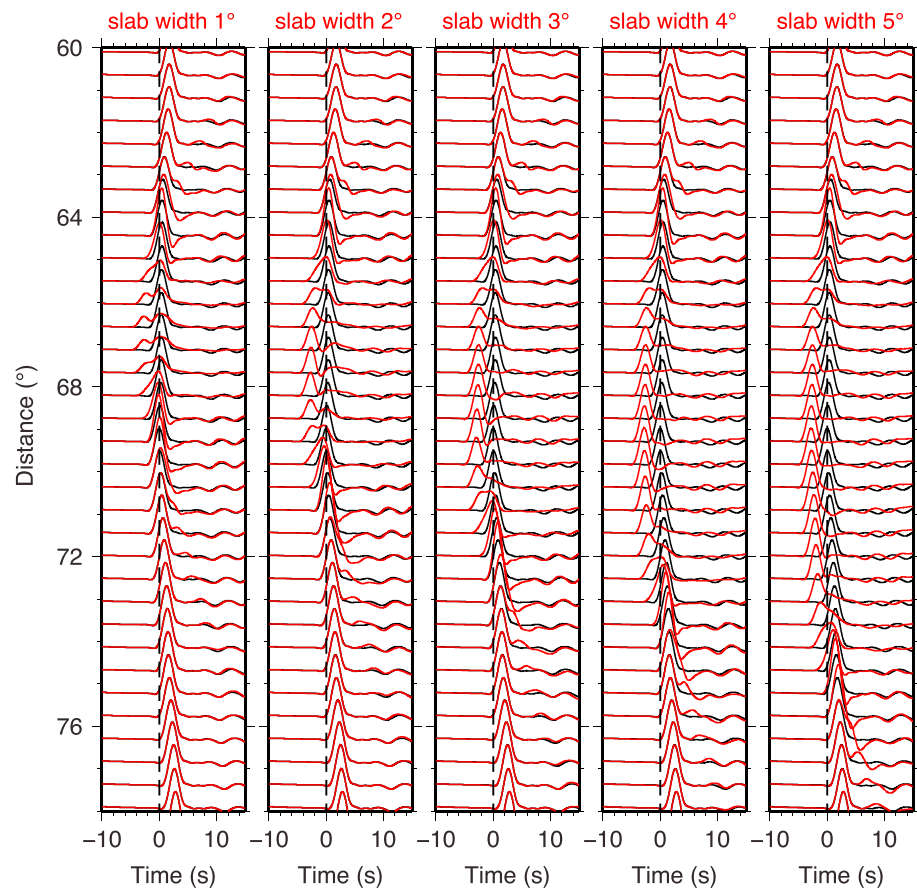 slab width 1° slab width 2° slab width 3° slab width 4° slab width 5°
60
64
68
72
76
Distance (°)
−10 0 10 −10 0 10 −10 0 10 −10 0 10 −10 0 10
Time (s) Time (s) Time (s) Time (s) Time (s)